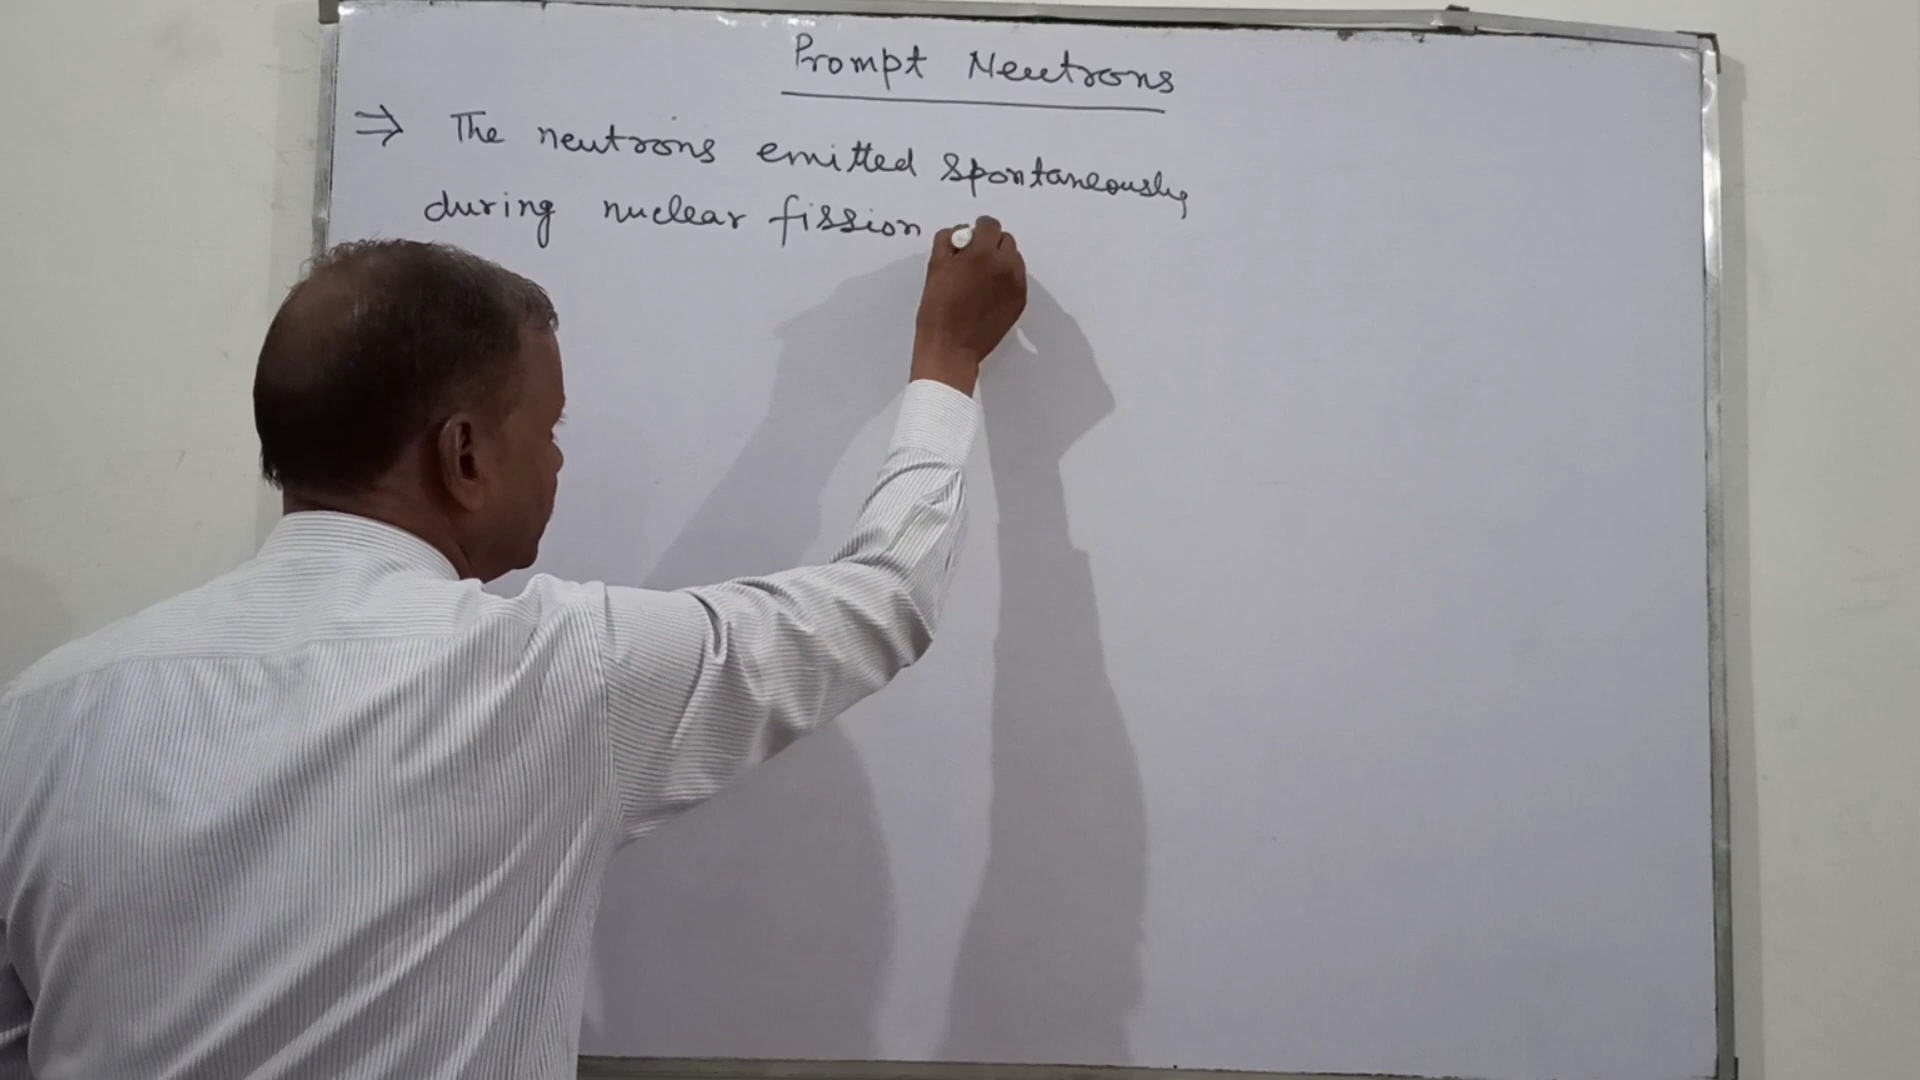 Prompt Neutrons
⇒ The neutrons emitted spontaneously
during nuclear fission